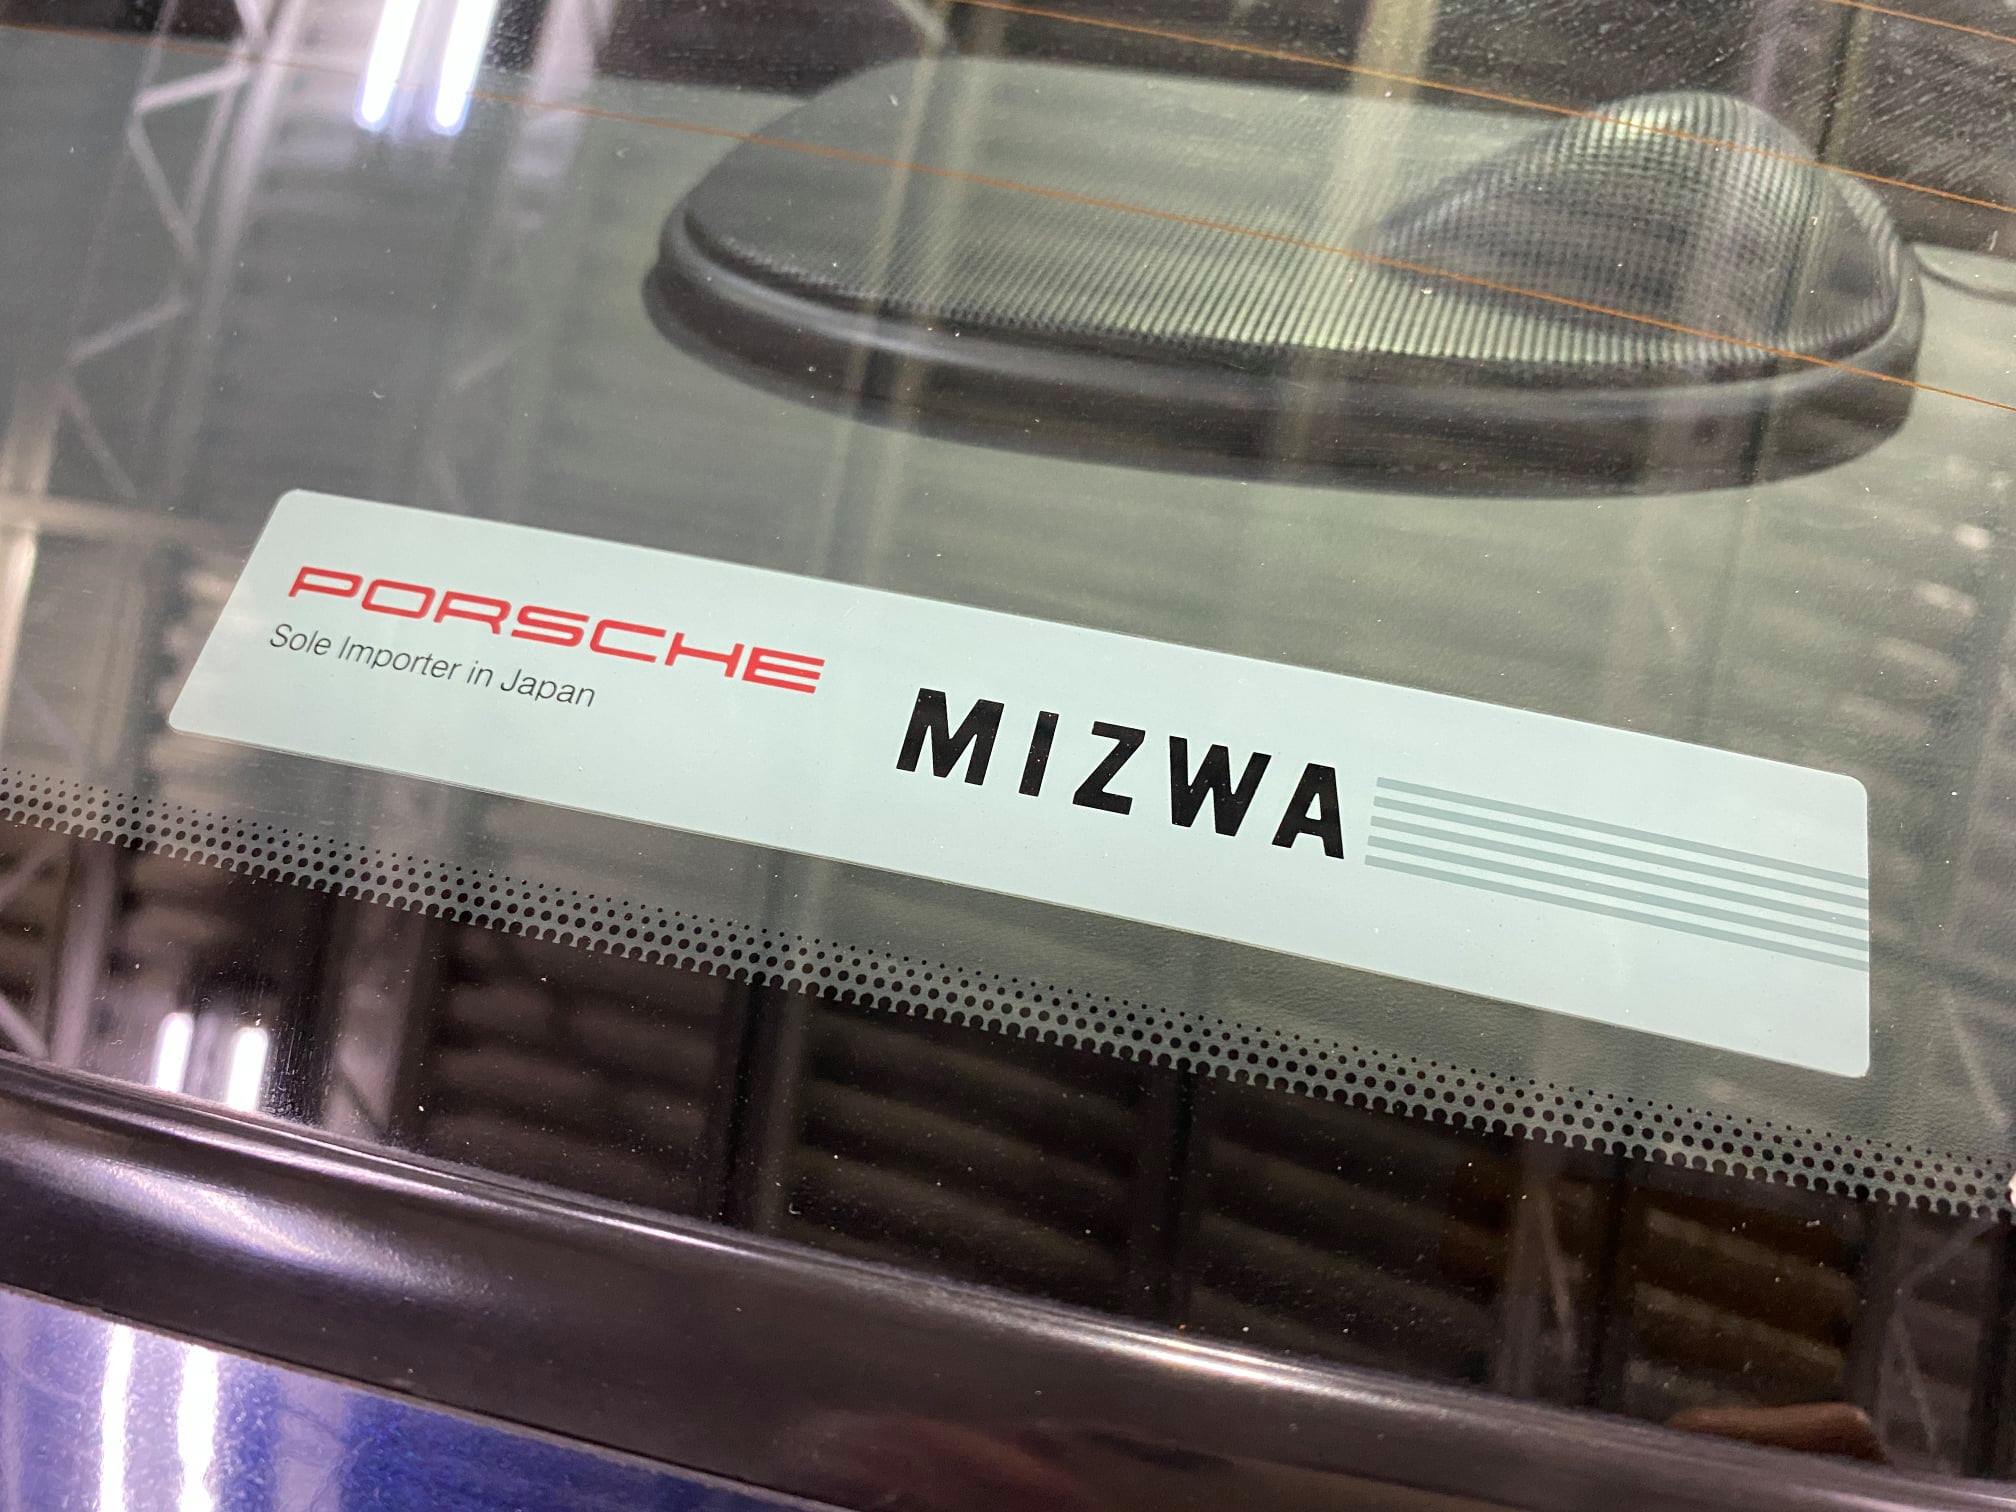 PORSCHE
Sole Importer in Japan
MIZWA